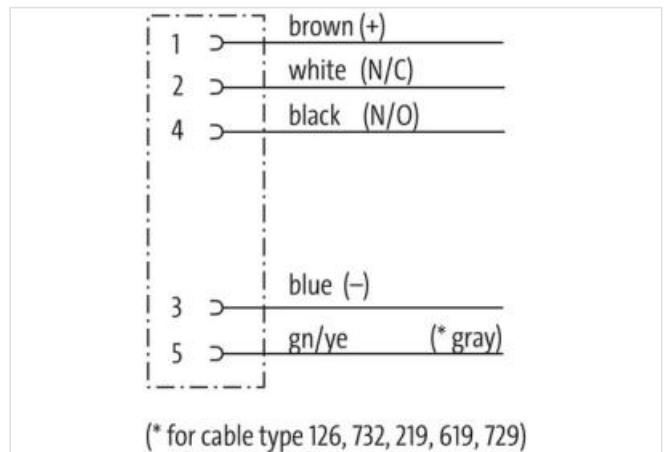 1 brown (+)
2 white (N/C)
4 black (N/O)
3 blue (–)
5 gn/ye (* gray)
(* for cable type 126, 732, 219, 619, 729)